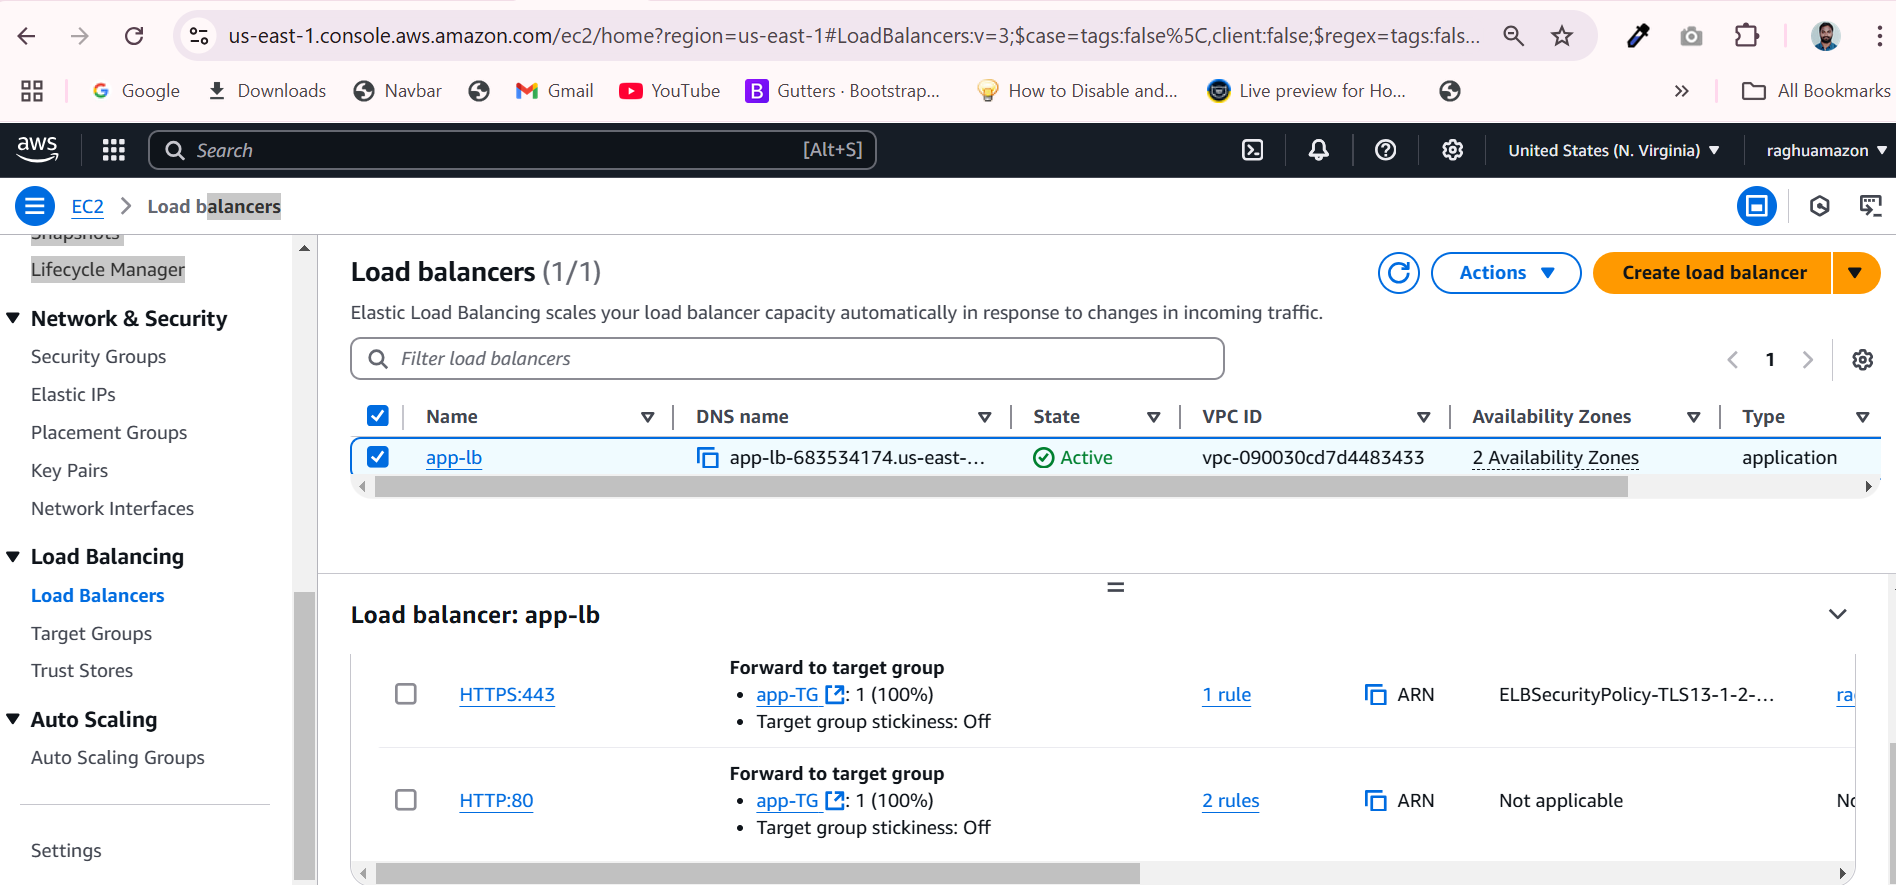 us-east-1.console.aws.amazon.com/ec2/home?region=us-east-1#LoadBalancers:v=3;$case=tags:false%5C,client:false;$regex=tags:fals...
Google Downloads Navbar Gmail YouTube B Gutters · Bootstrap... How to Disable and... Live preview for Ho... » All Bookmarks
aws Search [Alt+S] United States (N. Virginia) raghuamazon
EC2 Load balancers
Snapshots
Lifecycle Manager
Network & Security
Security Groups
Elastic IPs
Placement Groups
Key Pairs
Network Interfaces
Load Balancing
Load Balancers
Target Groups
Trust Stores
Auto Scaling
Auto Scaling Groups
Settings
Load balancers (1/1)
Actions
Create load balancer
Elastic Load Balancing scales your load balancer capacity automatically in response to changes in incoming traffic.
Filter load balancers
1
Name DNS name State VPC ID Availability Zones Type
app-lb app-lb-683534174.us-east-... Active vpc-090030cd7d4483433 2 Availability Zones application
Load balancer: app-lb
Forward to target group
HTTPS:443 • app-TG : 1 (100%) 1 rule ARN ELBSecurityPolicy-TLS13-1-2-... ra
• Target group stickiness: Off
Forward to target group
HTTP:80 • app-TG : 1 (100%) 2 rules ARN Not applicable
• Target group stickiness: Off